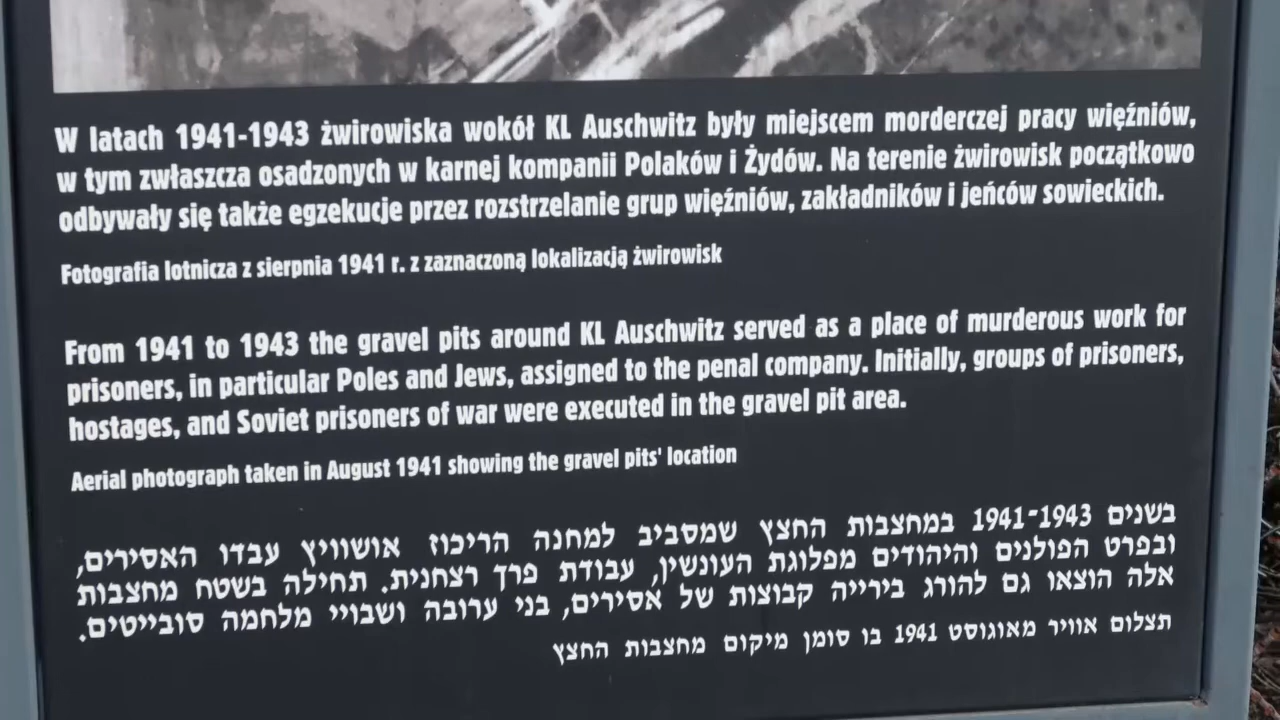 W latach 1941-1943 żwirowiska wokół KL Auschwitz były miejscem morderczej pracy więźniów,
w tym zwłaszcza osadzonych w karnej kompanii Polaków i Żydów. Na terenie żwirowisk początkowo
odbywały się także egzekucje przez rozstrzelanie grup więźniów, zakładników i jeńców sowieckich.
Fotografia lotnicza z sierpnia 1941 r. z zaznaczoną lokalizacją żwirowisk
From 1941 to 1943 the gravel pits around KL Auschwitz served as a place of murderous work for
prisoners, in particular Poles and Jews, assigned to the penal company. Initially, groups of prisoners,
hostages, and Soviet prisoners of war were executed in the gravel pit area.
Aerial photograph taken in August 1941 showing the gravel pits' location
בשנים 1941-1943 במחצבות החצץ שמסביב למחנה הריכוז אושוויץ עבדו האסירים,
ובפרט הפולנים והיהודים מפלוגת העונשין, עבודת פרך רצחנית. תחילה בשטח מחצבות
אלה הוצאו גם להורג בירייה קבוצות של אסירים, בני ערובה ושבויי מלחמה סובייטים.
תצלום אוויר מאוגוסט 1941 בו סומן מיקום מחצבות החצץ